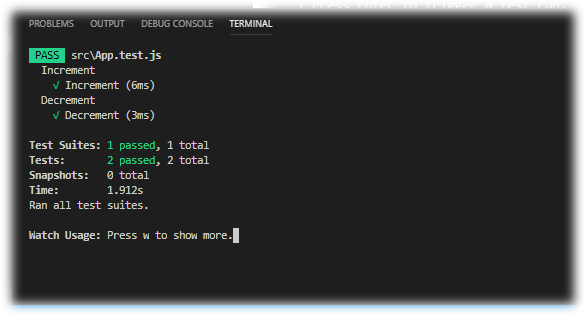 PROBLEMS OUTPUT DEBUG CONSOLE TERMINAL
PASS src\App.test.js
Increment
√ Increment (6ms)
Decrement
√ Decrement (3ms)
Test Suites: 1 passed, 1 total
Tests: 2 passed, 2 total
Snapshots: 0 total
Time: 1.912s
Ran all test suites.
Watch Usage: Press w to show more.